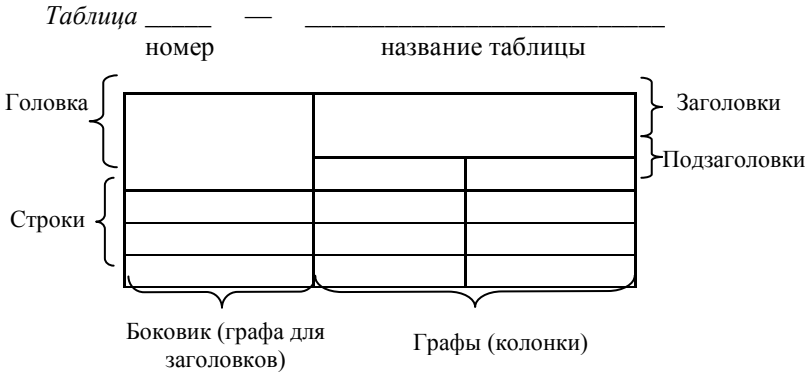 Таблица _____ — ___________________________
номер название таблицы
Головка
Заголовки
Подзаголовки
Строки
Боковик (графа для
заголовков)
Графы (колонки)